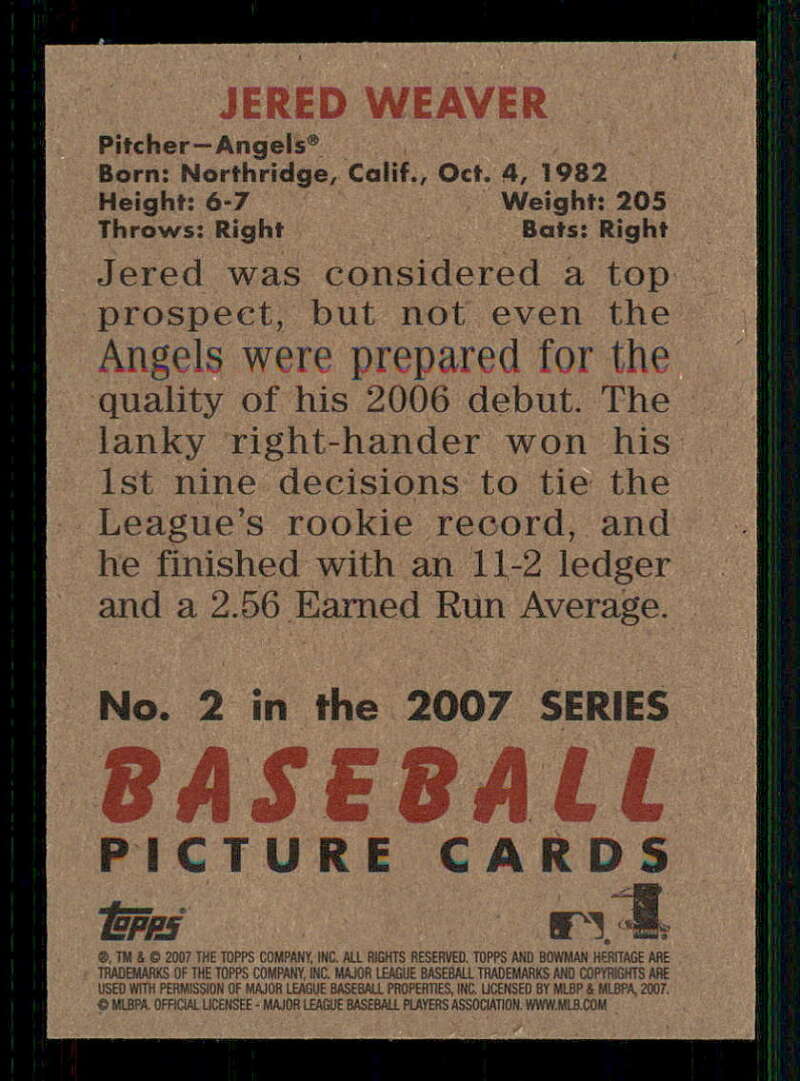 JERED WEAVER
Pitcher—Angels®
Born: Northridge, Calif., Oct. 4, 1982
Height: 6-7 Weight: 205
Throws: Right Bats: Right
Jered was considered a top
prospect, but not even the
Angels were prepared for the
quality of his 2006 debut. The
lanky right-hander won his
1st nine decisions to tie the
League's rookie record, and
he finished with an 11-2 ledger
and a 2.56 Earned Run Average.
No. 2 in the 2007 SERIES
BASEBALL
PICTURE CARDS
topps
®, TM & © 2007 THE TOPPS COMPANY, INC. ALL RIGHTS RESERVED. TOPPS AND BOWMAN HERITAGE ARE
TRADEMARKS OF THE TOPPS COMPANY, INC. MAJOR LEAGUE BASEBALL TRADEMARKS AND COPYRIGHTS ARE
USED WITH PERMISSION OF MAJOR LEAGUE BASEBALL PROPERTIES, INC. LICENSED BY MLBP & MLBPA, 2007.
© MLBPA. OFFICIAL LICENSEE - MAJOR LEAGUE BASEBALL PLAYERS ASSOCIATION. WWW.MLB.COM